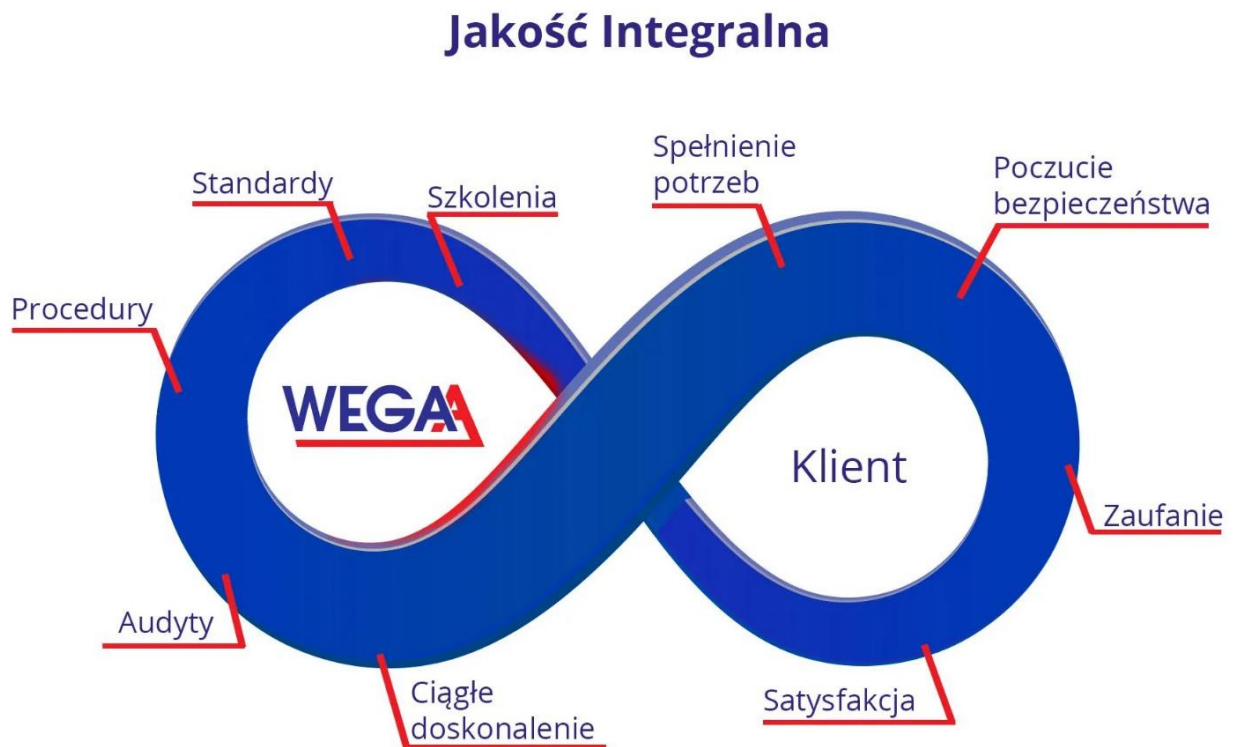 Jakość Integralna
Standardy
Szkolenia
Procedury
Audyty
Ciągłe
doskonalenie
WEGA
Spełnienie
potrzeb
Poczucie
bezpieczeństwa
Klient
Zaufanie
Satysfakcja